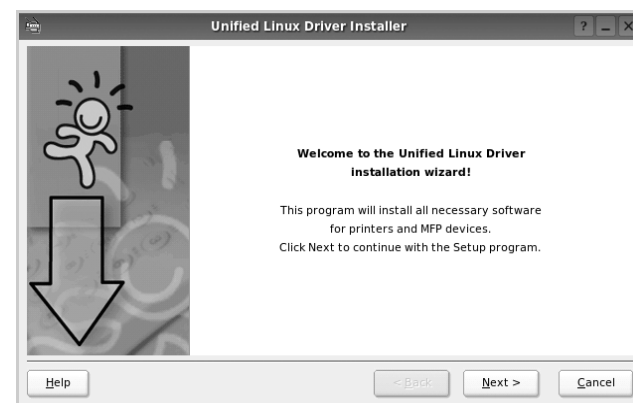 Unified Linux Driver Installer
?
Welcome to the Unified Linux Driver
installation wizard!
This program will install all necessary software
for printers and MFP devices.
Click Next to continue with the Setup program.
Help
< Back
Next >
Cancel